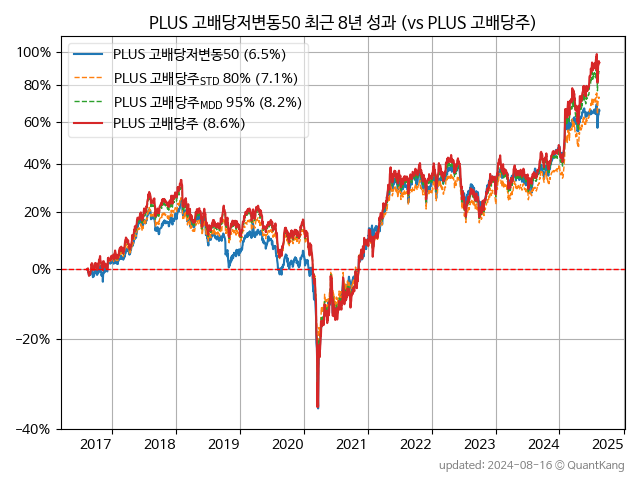 PLUS 고배당저변동50 최근 8년 성과 (vs PLUS 고배당주)
PLUS 고배당저변동50 (6.5%)
PLUS 고배당주STD 80% (7.1%)
PLUS 고배당주MDD 95% (8.2%)
PLUS 고배당주 (8.6%)
100%
80%
60%
40%
20%
0%
−20%
−40%
2017 2018 2019 2020 2021 2022 2023 2024 2025
updated: 2024-08-16 © QuantKang